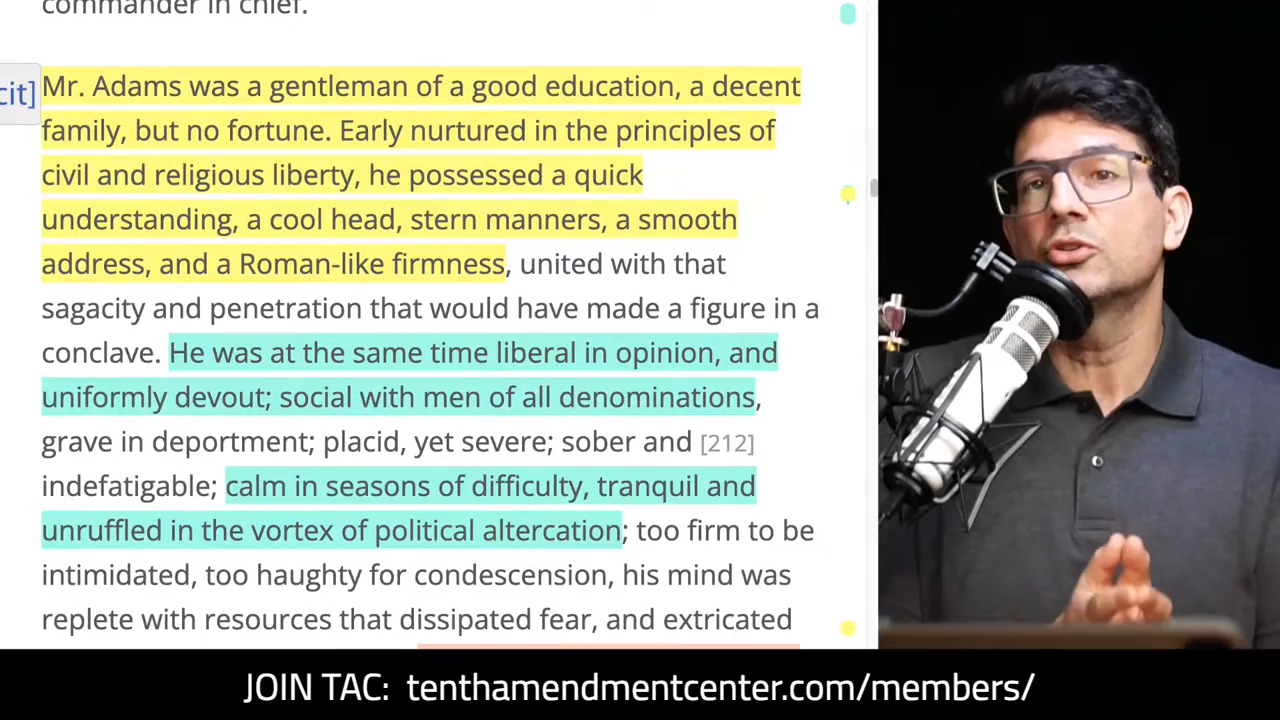 commander in chief.
cit]
Mr. Adams was a gentleman of a good education, a decent
family, but no fortune. Early nurtured in the principles of
civil and religious liberty, he possessed a quick
understanding, a cool head, stern manners, a smooth
address, and a Roman-like firmness, united with that
sagacity and penetration that would have made a figure in a
conclave. He was at the same time liberal in opinion, and
uniformly devout; social with men of all denominations,
grave in deportment; placid, yet severe; sober and [212]
indefatigable; calm in seasons of difficulty, tranquil and
unruffled in the vortex of political altercation; too firm to be
intimidated, too haughty for condescension, his mind was
replete with resources that dissipated fear, and extricated
JOIN TAC: tenthamendmentcenter.com/members/